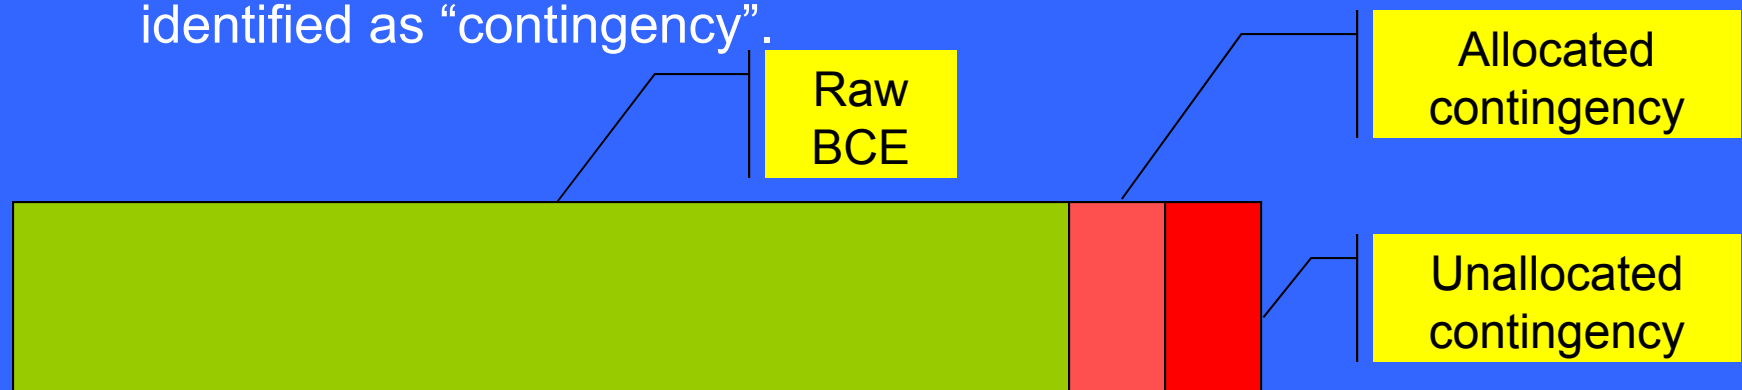 identified as “contingency”.
Raw
BCE
Allocated
contingency
Unallocated
contingency